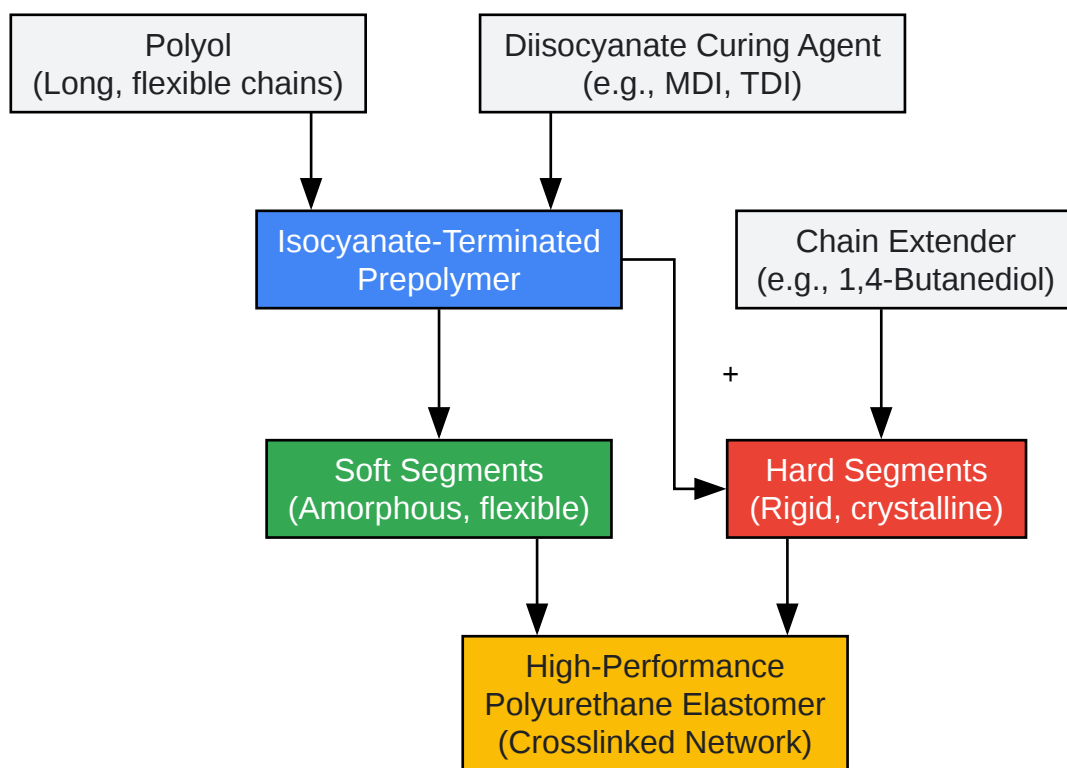 Polyol
(Long, flexible chains)
Diisocyanate Curing Agent
(e.g., MDI, TDI)
Isocyanate-Terminated
Prepolymer
Chain Extender
(e.g., 1,4-Butanediol)
+
Soft Segments
(Amorphous, flexible)
Hard Segments
(Rigid, crystalline)
High-Performance
Polyurethane Elastomer
(Crosslinked Network)